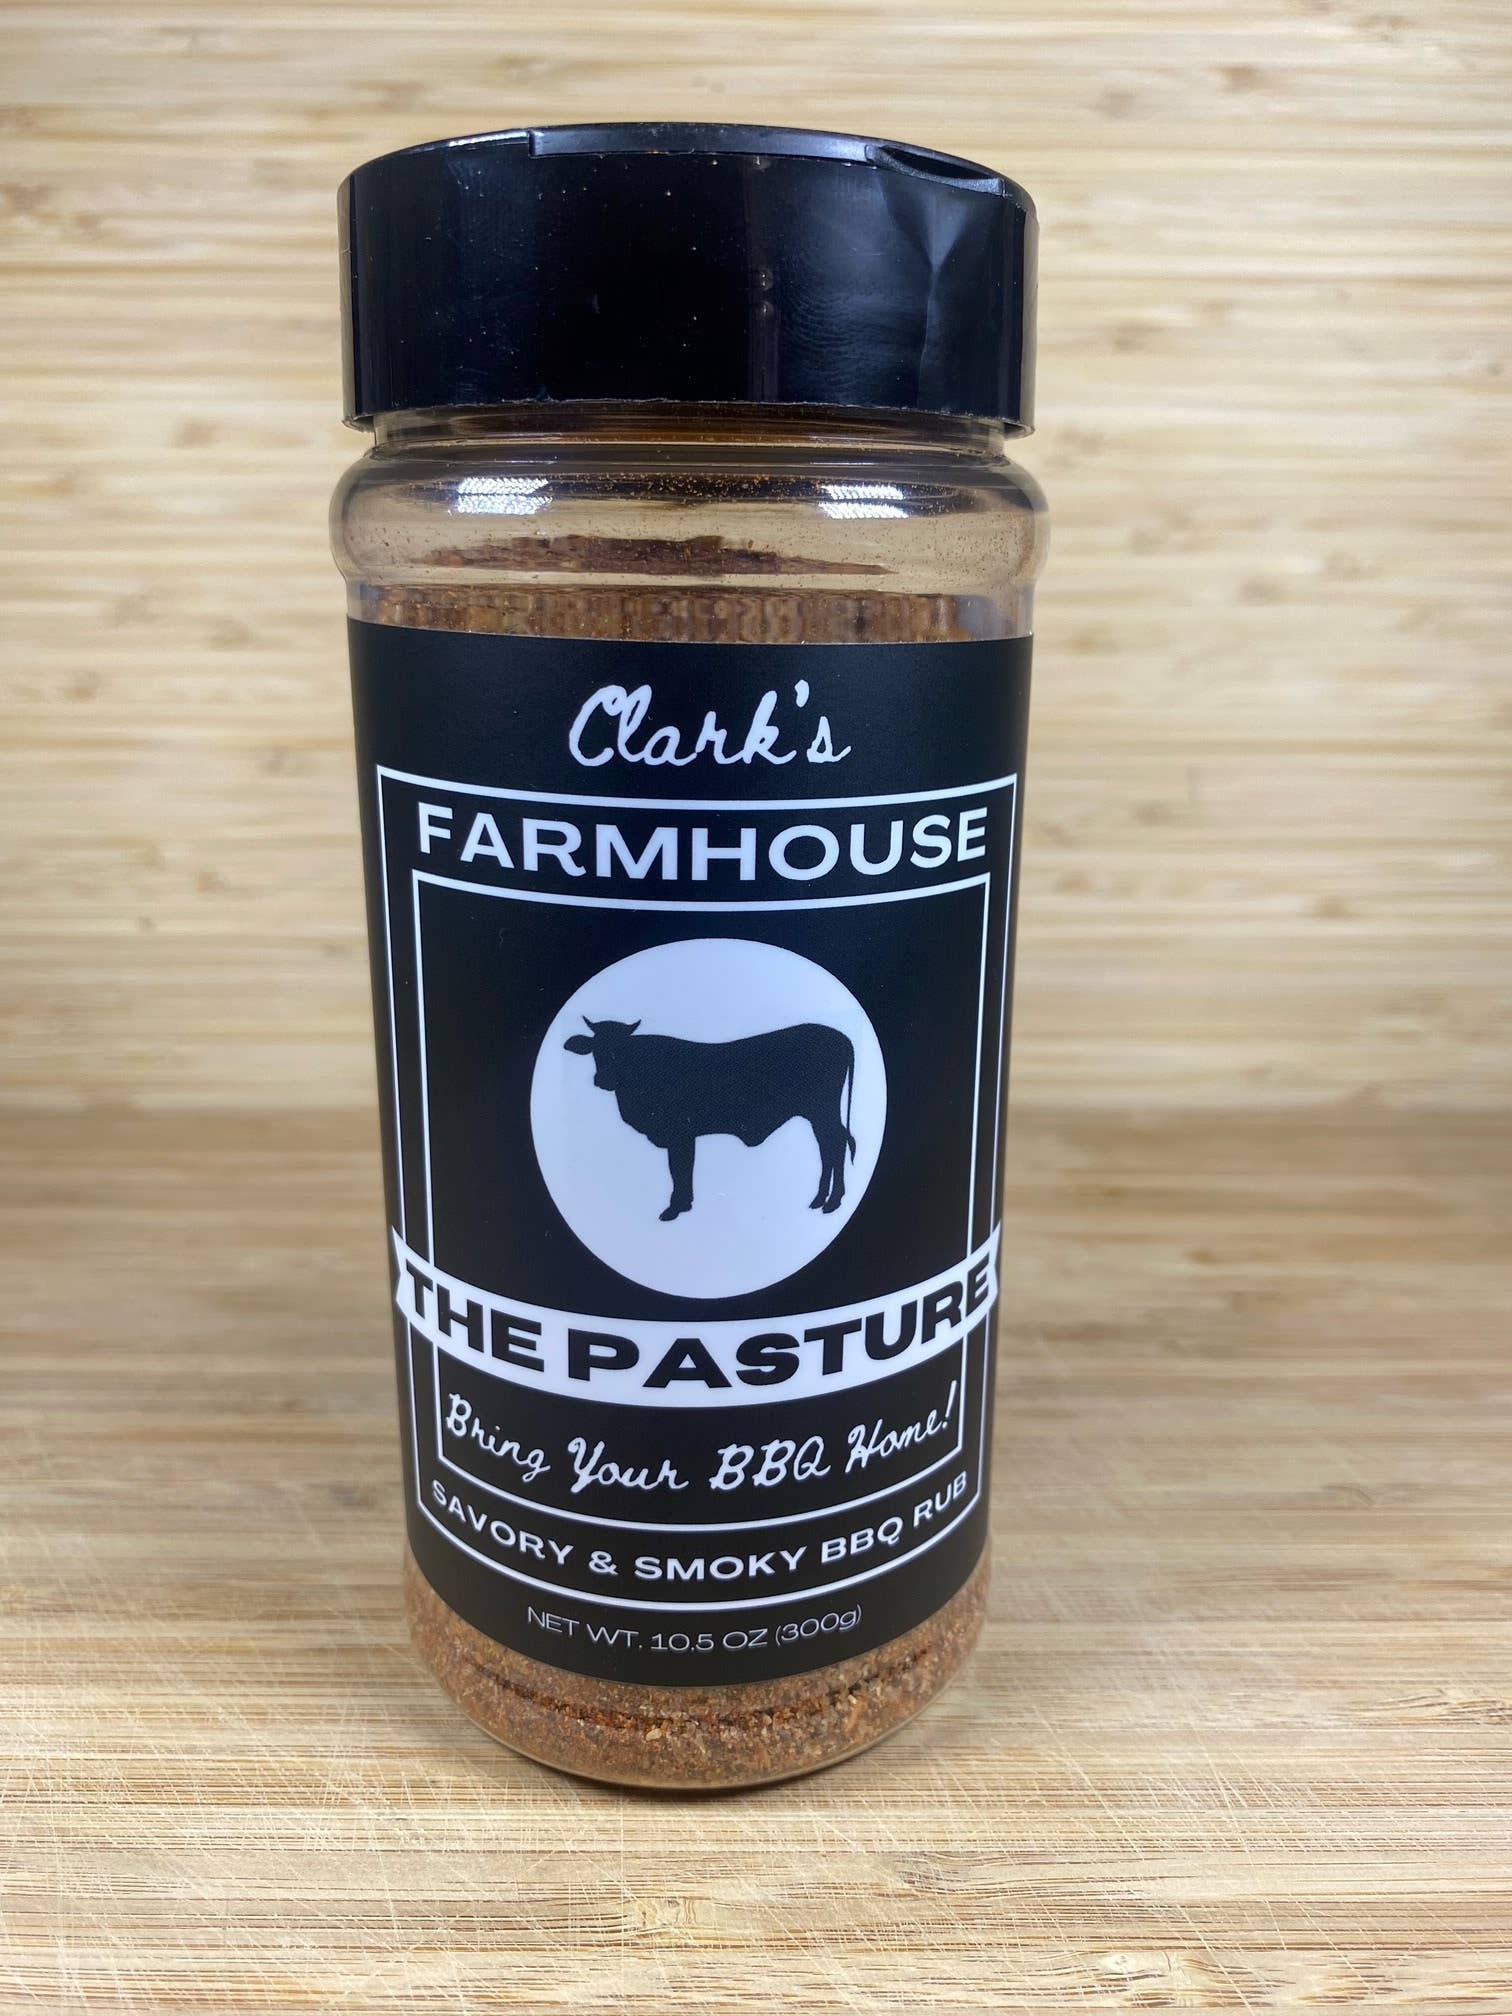 Clark's
FARMHOUSE
THE PASTURE
Bring Your BBQ Home!
SAVORY & SMOKY BBQ RUB
NET WT. 10.5 OZ (300g)